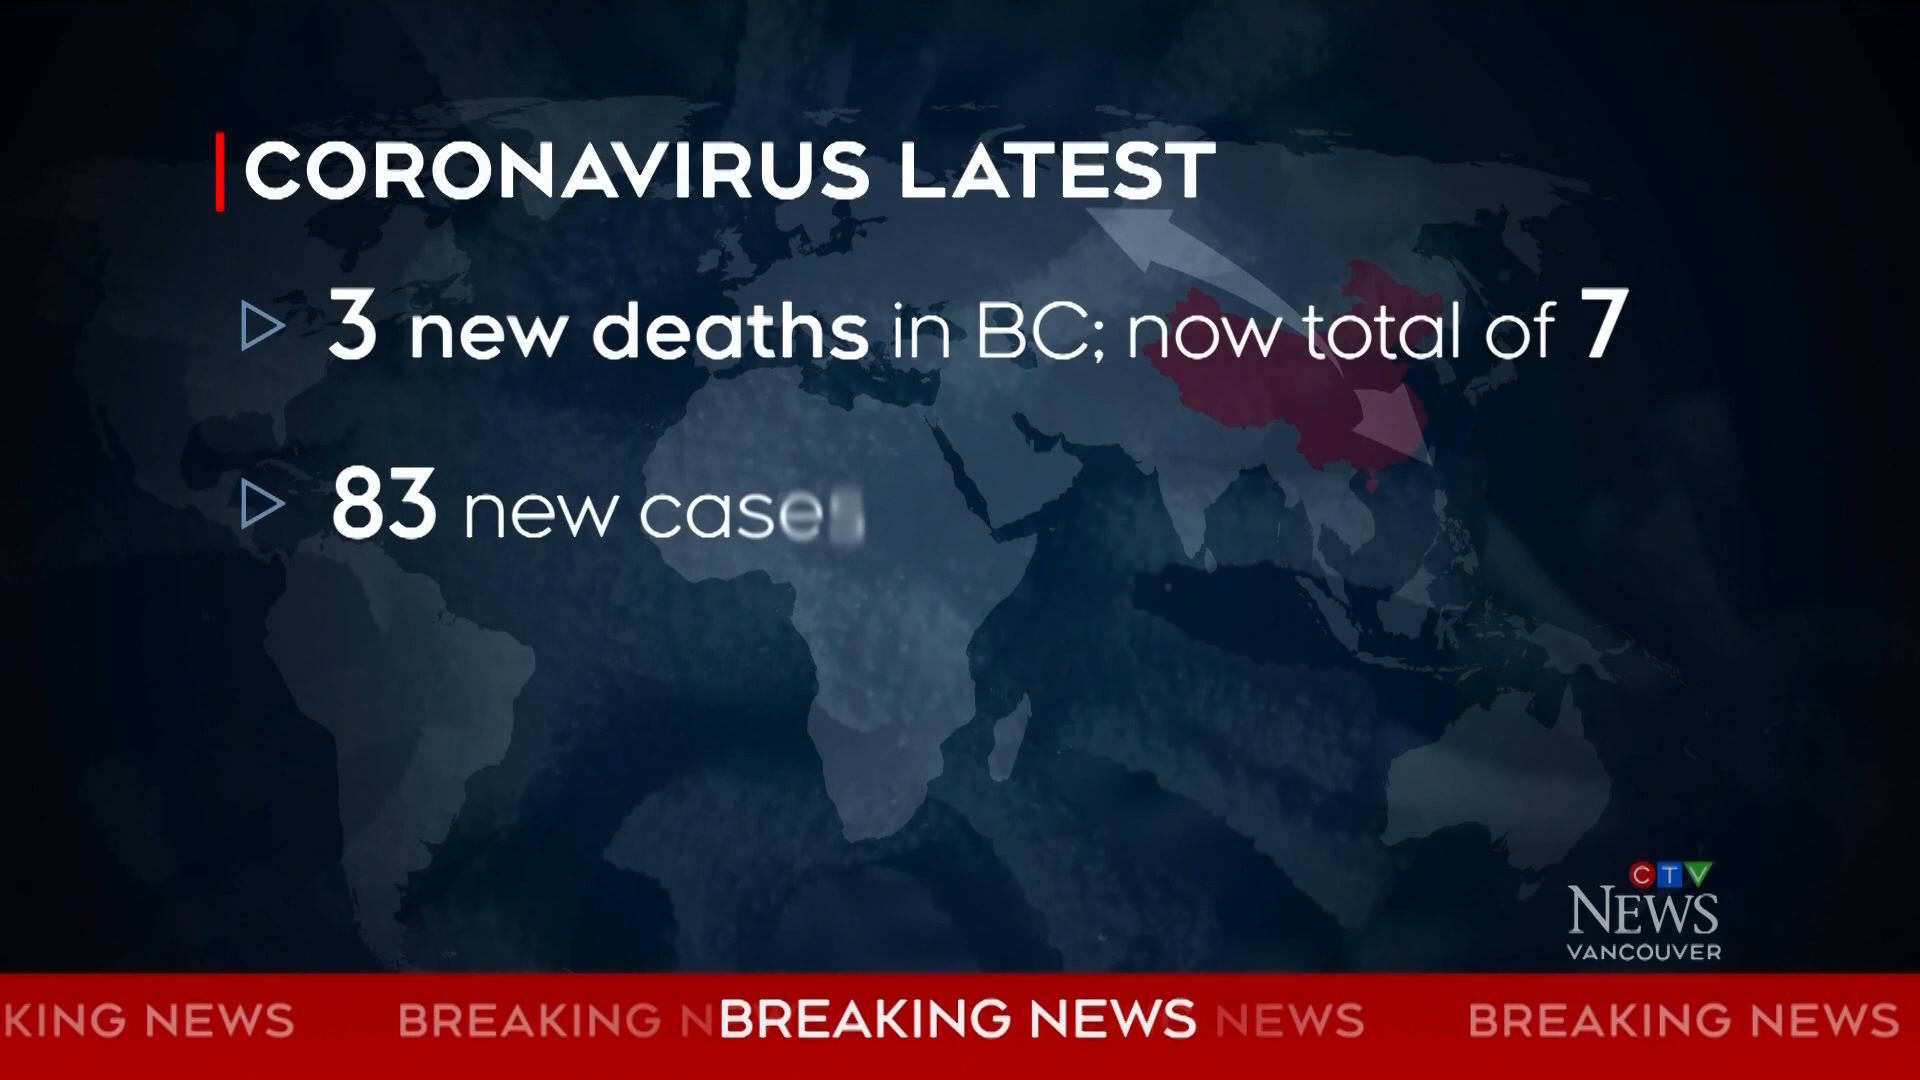 CORONAVIRUS LATEST
3 new deaths in BC; now total of 7
83 new cases
CTV
NEWS
VANCOUVER
KING NEWS BREAKING N BREAKING NEWS NEWS BREAKING NEWS